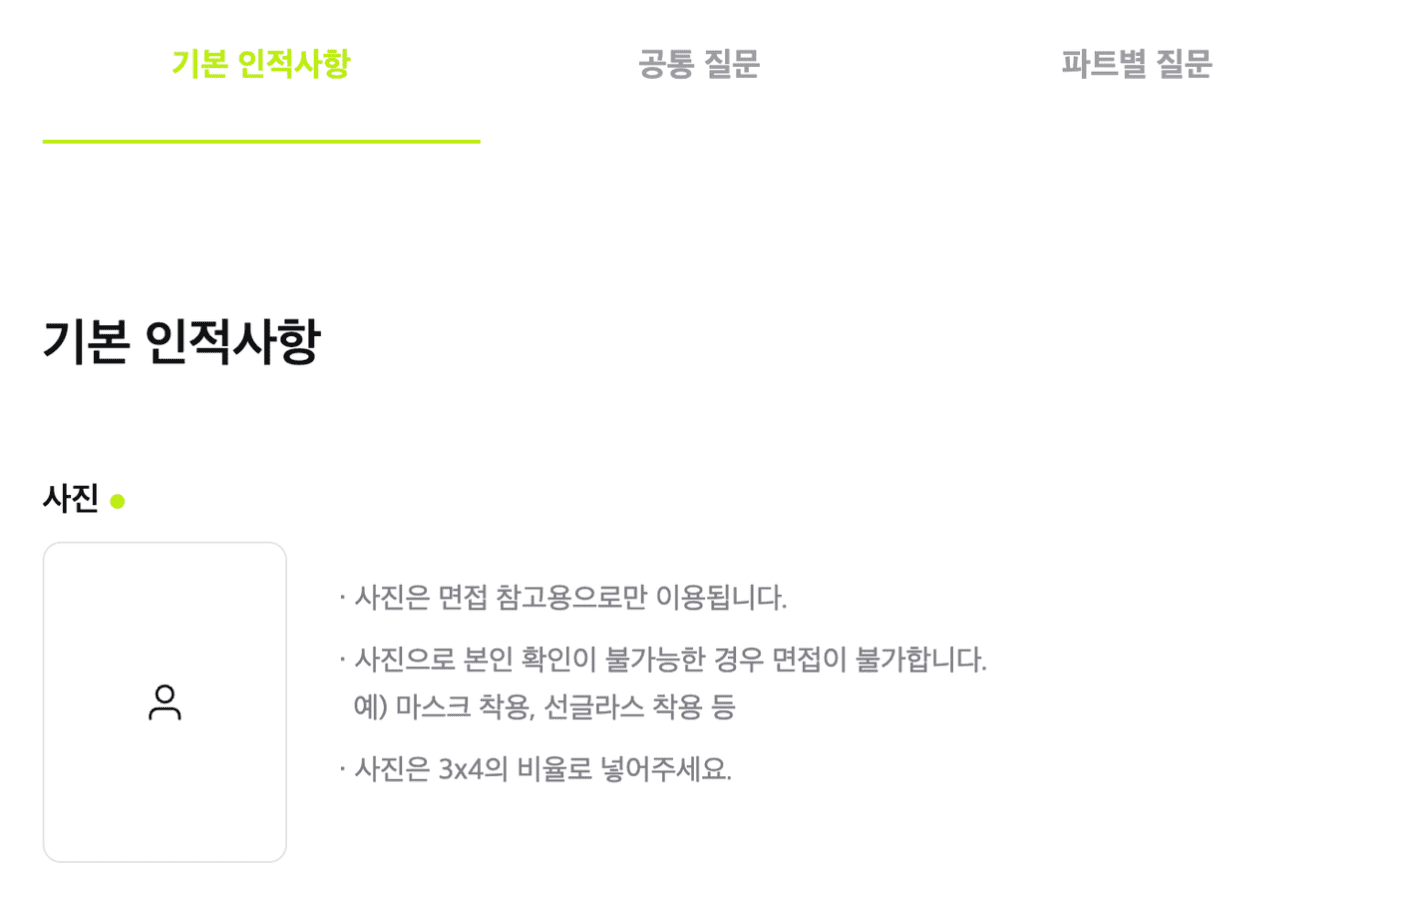 기본 인적사항
공통 질문
파트별 질문
기본 인적사항
사진
· 사진은 면접 참고용으로만 이용됩니다.
· 사진으로 본인 확인이 불가능한 경우 면접이 불가합니다.
예) 마스크 착용, 선글라스 착용 등
· 사진은 3x4의 비율로 넣어주세요.